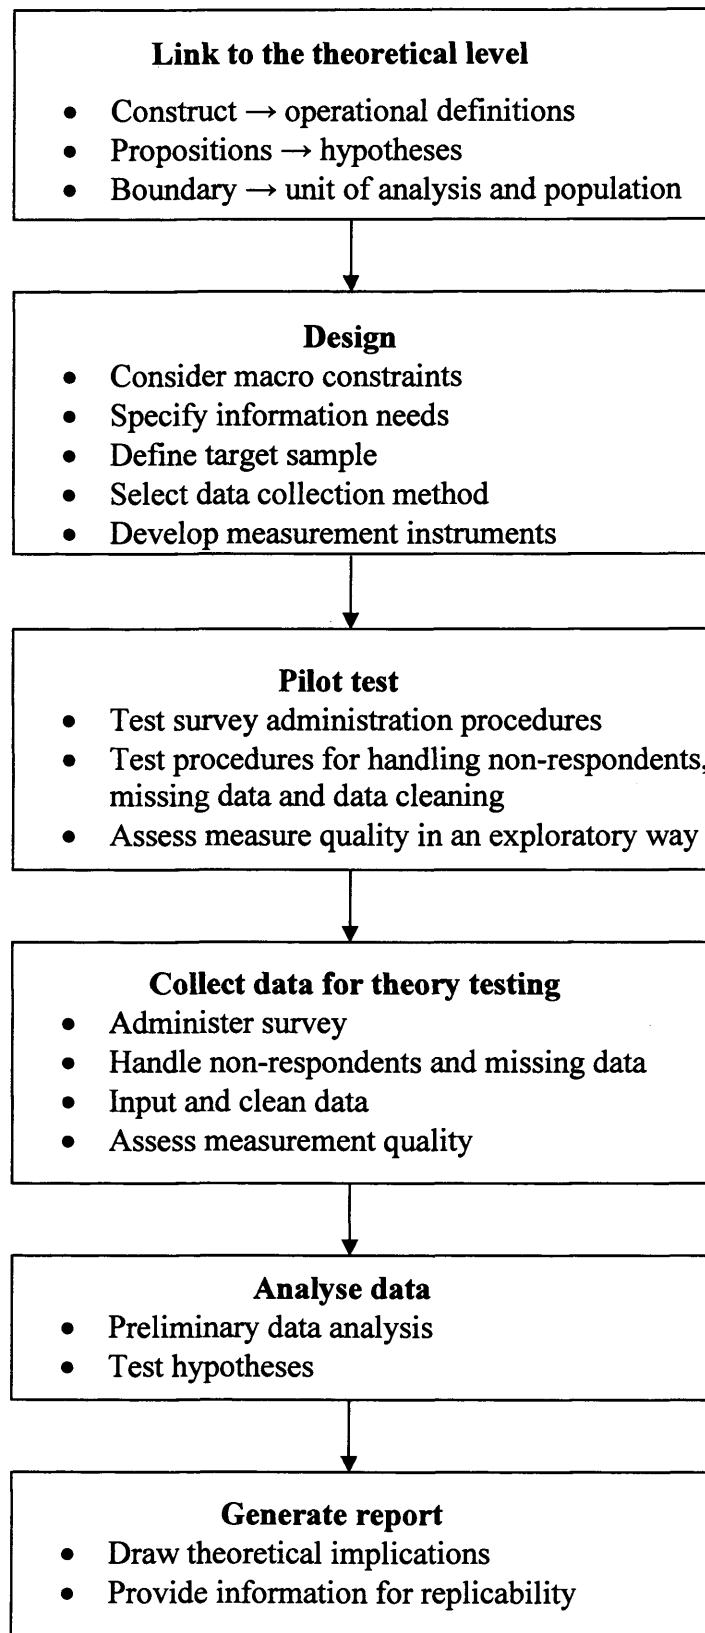 Link to the theoretical level
• Construct → operational definitions
• Propositions → hypotheses
• Boundary → unit of analysis and population
Design
• Consider macro constraints
• Specify information needs
• Define target sample
• Select data collection method
• Develop measurement instruments
Pilot test
• Test survey administration procedures
• Test procedures for handling non-respondents,
missing data and data cleaning
• Assess measure quality in an exploratory way
Collect data for theory testing
• Administer survey
• Handle non-respondents and missing data
• Input and clean data
• Assess measurement quality
Analyse data
• Preliminary data analysis
• Test hypotheses
Generate report
• Draw theoretical implications
• Provide information for replicability